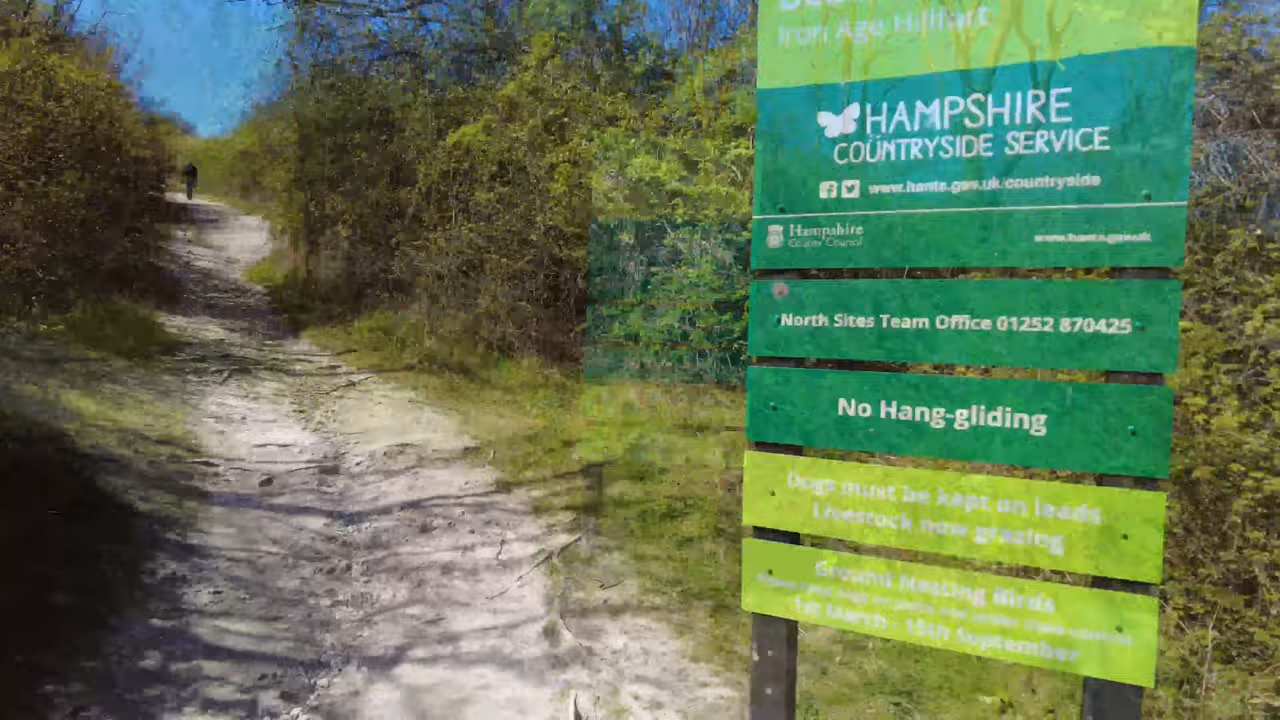 Iron Age Hillfort
HAMPSHIRE
COUNTRYSIDE SERVICE
www.hants.gov.uk/countryside
Hampshire
County Council
www.hants.gov.uk
North Sites Team Office 01252 870425
No Hang-gliding
Dogs must be kept on leads
Livestock now grazing
Ground Nesting Birds
1st March - 15th September